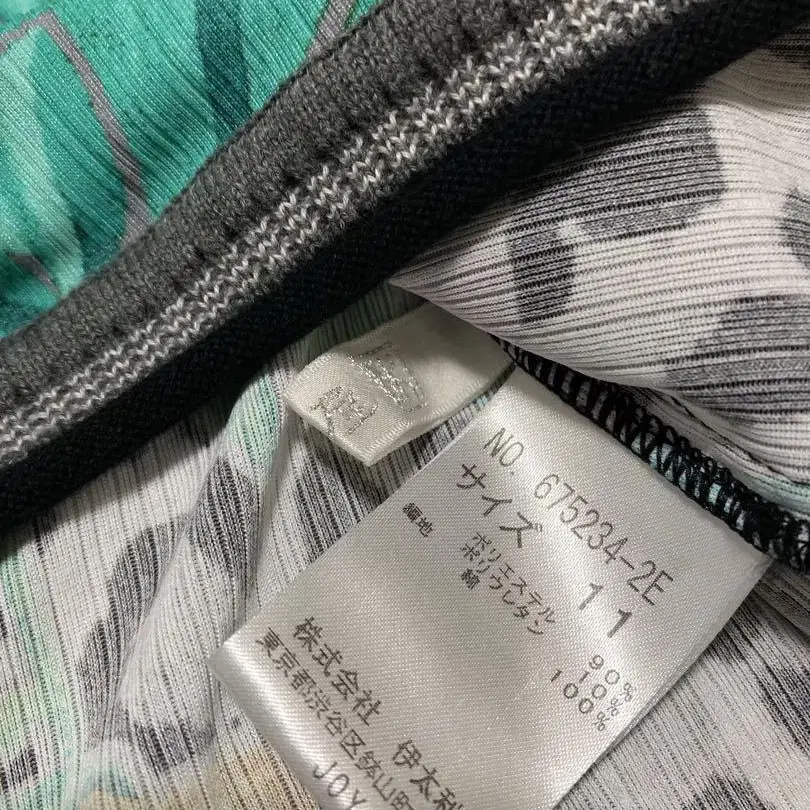 NO. 675234-2E
サイズ 11
編地 ポリエステル 90%
ポリウレタン 10%
綿 100%
株式会社 伊太利
東京都渋谷区鉢山町
JOY